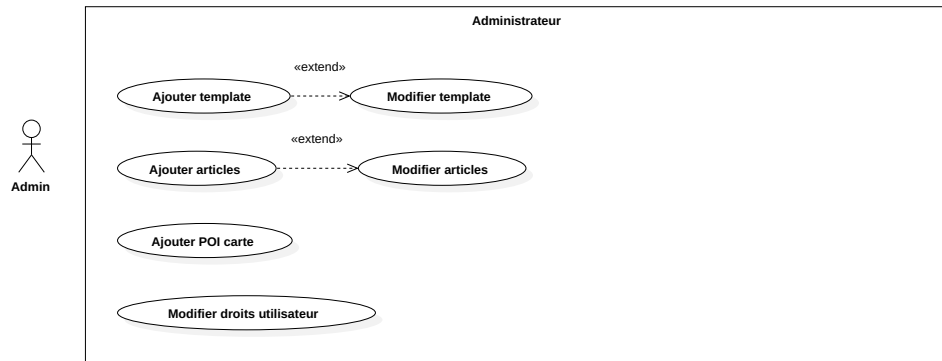 Administrateur
«extend»
Ajouter template
Modifier template
«extend»
Ajouter articles
Modifier articles
Admin
Ajouter POI carte
Modifier droits utilisateur